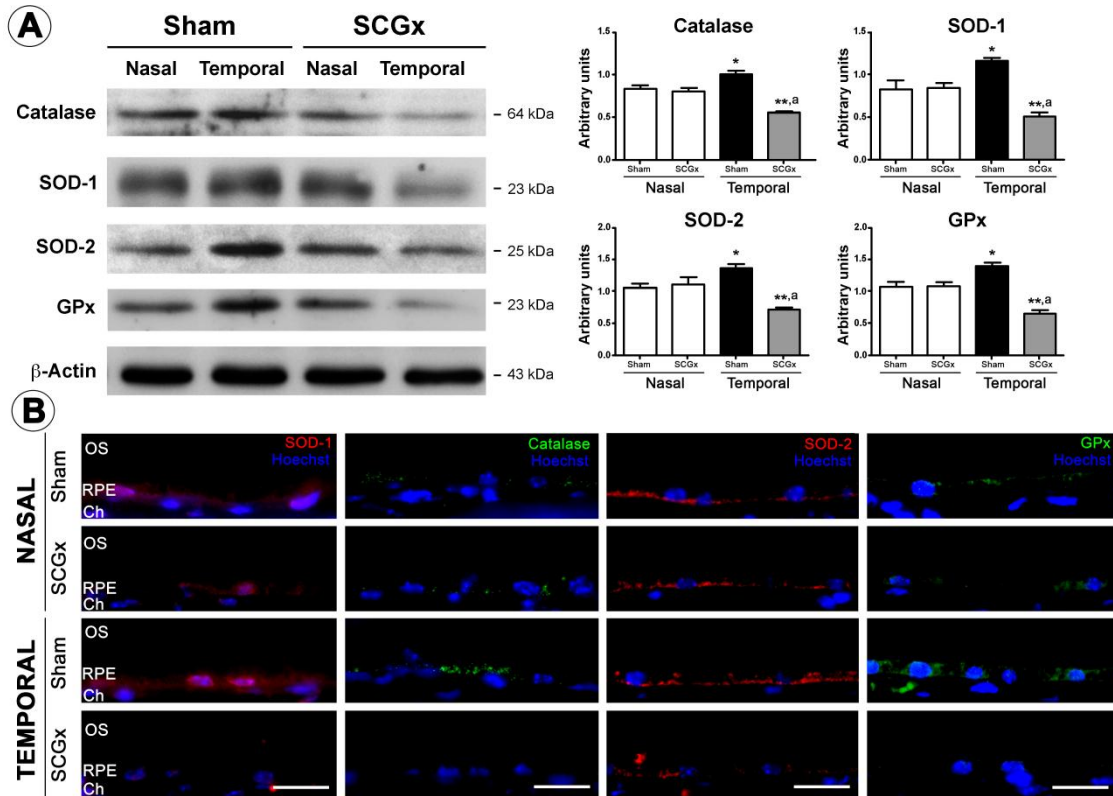 A
Sham SCGx
Nasal Temporal Nasal Temporal
Catalase – 64 kDa
SOD-1 – 23 kDa
SOD-2 – 25 kDa
GPx – 23 kDa
β-Actin – 43 kDa
Catalase
Arbitrary units
1.5
1.0
0.5
0.0
* **,a
Sham SCGx Sham SCGx
Nasal Temporal
SOD-1
Arbitrary units
1.5
1.0
0.5
0.0
* **,a
Sham SCGx Sham SCGx
Nasal Temporal
SOD-2
Arbitrary units
2.0
1.5
1.0
0.5
0.0
* **,a
Sham SCGx Sham SCGx
Nasal Temporal
GPx
Arbitrary units
2.0
1.5
1.0
0.5
0.0
* **,a
Sham SCGx Sham SCGx
Nasal Temporal
B
NASAL
Sham
OS
RPE
Ch
SOD-1
Hoechst
Catalase
Hoechst
SOD-2
Hoechst
GPx
Hoechst
SCGx
OS
RPE
Ch
TEMPORAL
Sham
OS
RPE
Ch
SCGx
OS
RPE
Ch